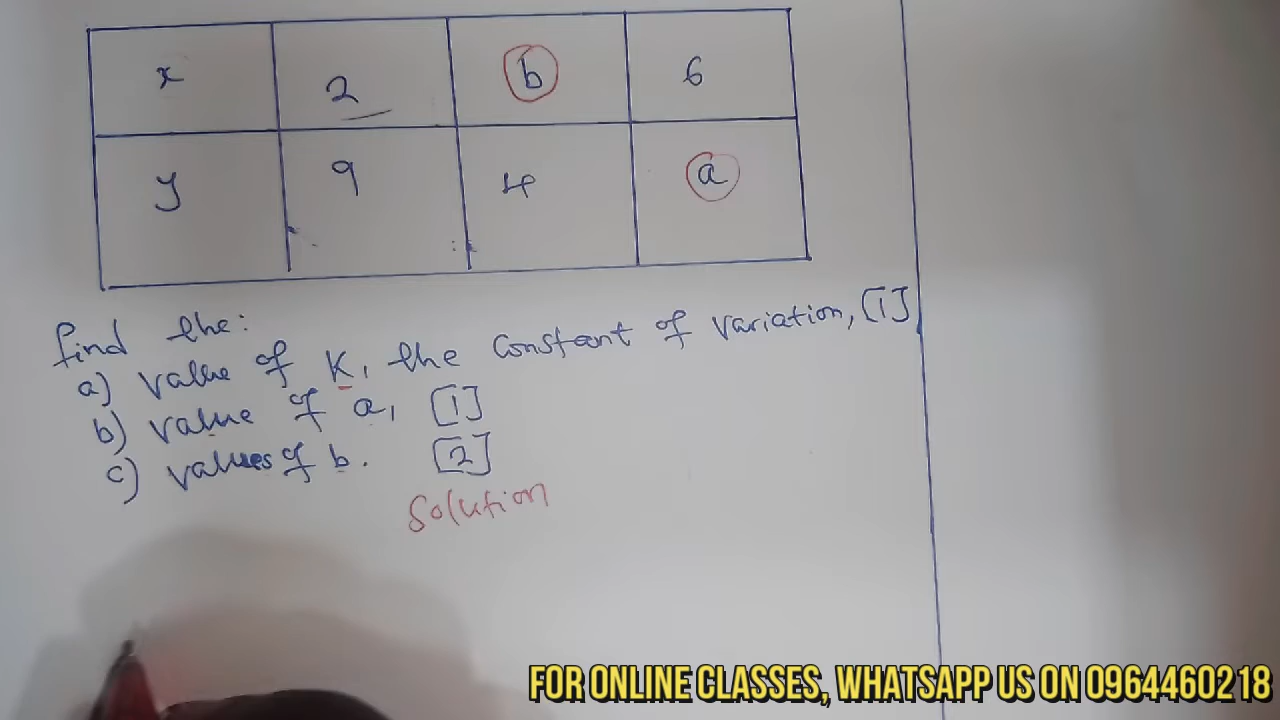 x 2 b 6
y 9 4 a
find the:
a) value of K, the constant of variation, [1]
b) value of a, [1]
c) values of b. [2]
Solution
FOR ONLINE CLASSES, WHATSAPP US ON 0964460218